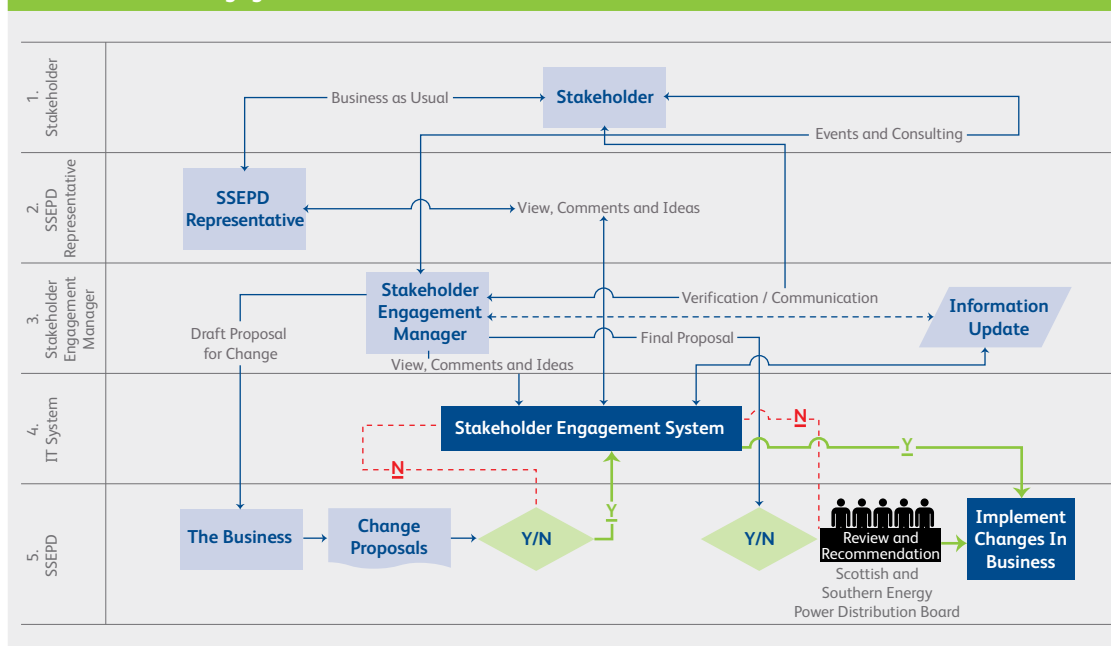 1.
Stakeholder
Business as Usual
Stakeholder
Events and Consulting
2.
SSEPD
Representative
SSEPD
Representative
View, Comments and Ideas
3.
Stakeholder
Engagement
Manager
Stakeholder
Engagement
Manager
Verification / Communication
Information
Update
Draft Proposal
for Change
Final Proposal
View, Comments and Ideas
4.
IT System
Stakeholder Engagement System
N
Y
N
Y
5.
SSEPD
The Business
Change
Proposals
Y/N
Y/N
Review and
Recommendation
Scottish and
Southern Energy
Power Distribution Board
Implement
Changes In
Business